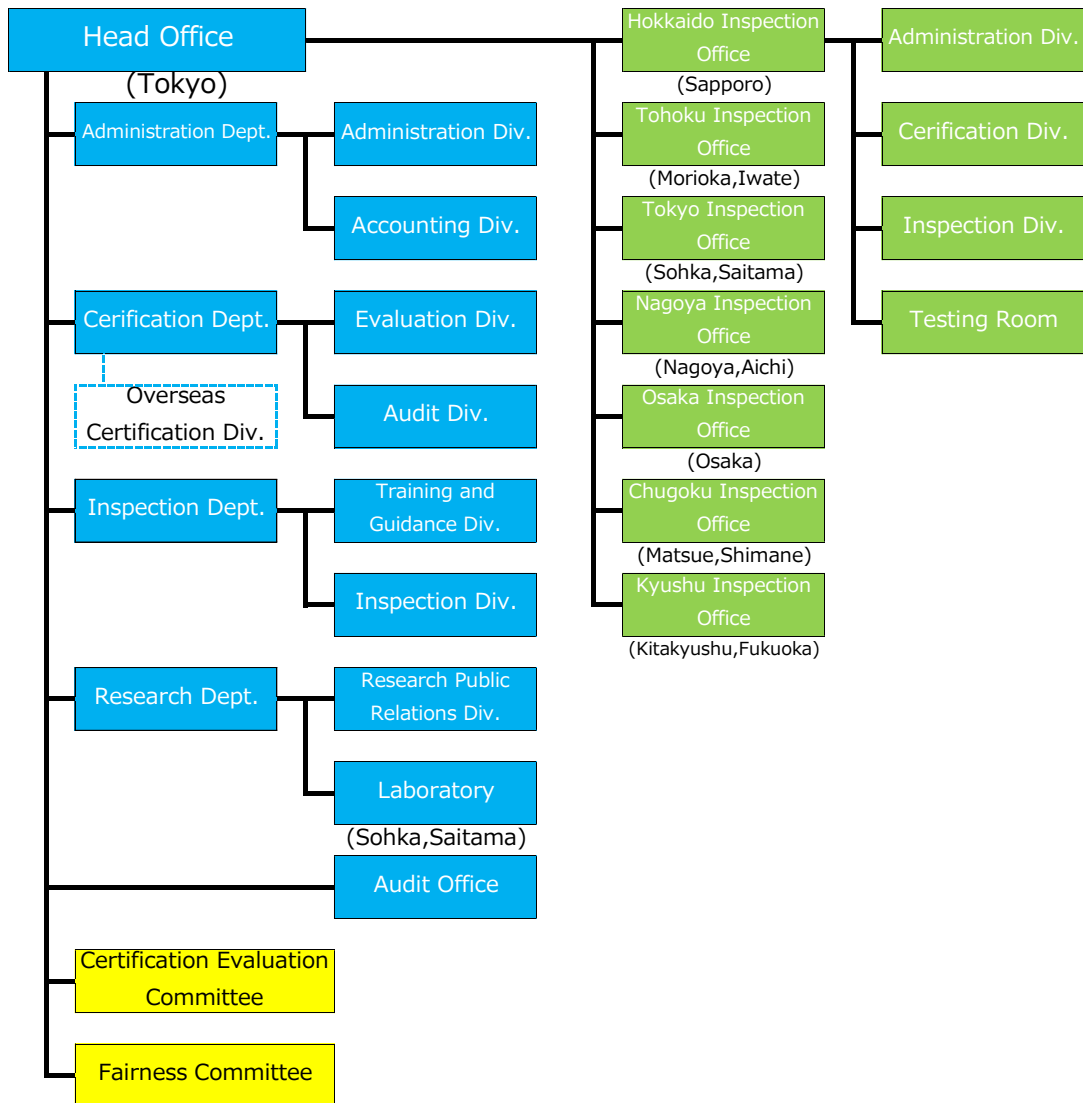 Head Office
(Tokyo)
Administration Dept.
Administration Div.
Accounting Div.
Cerification Dept.
Evaluation Div.
Overseas
Certification Div.
Audit Div.
Inspection Dept.
Training and
Guidance Div.
Inspection Div.
Research Dept.
Research Public
Relations Div.
Laboratory
(Sohka,Saitama)
Audit Office
Certification Evaluation
Committee
Fairness Committee
Hokkaido Inspection
Office
(Sapporo)
Tohoku Inspection
Office
(Morioka,Iwate)
Tokyo Inspection
Office
(Sohka,Saitama)
Nagoya Inspection
Office
(Nagoya,Aichi)
Osaka Inspection
Office
(Osaka)
Chugoku Inspection
Office
(Matsue,Shimane)
Kyushu Inspection
Office
(Kitakyushu,Fukuoka)
Administration Div.
Cerification Div.
Inspection Div.
Testing Room